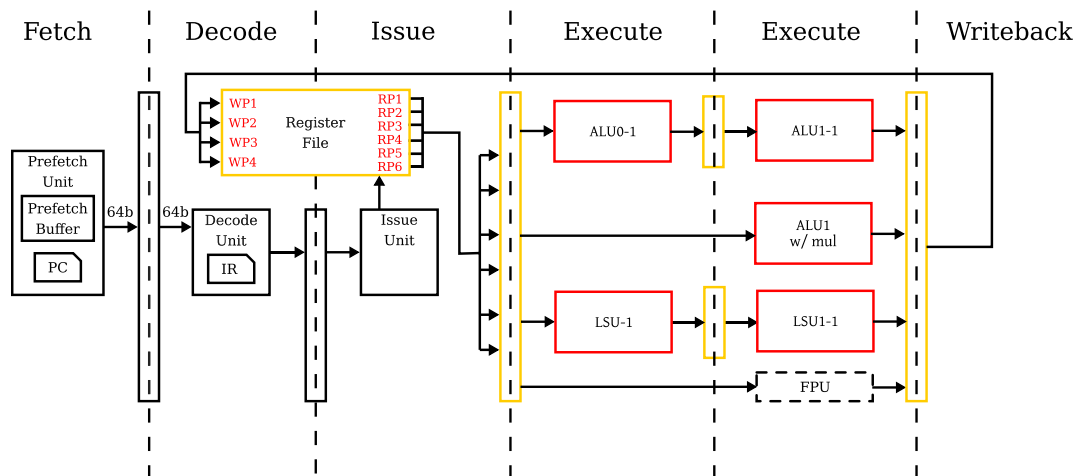 Fetch
Decode
Issue
Execute
Execute
Writeback
Prefetch
Unit
Prefetch
Buffer
PC
64b
64b
WP1
WP2
WP3
WP4
Register
File
RP1
RP2
RP3
RP4
RP5
RP6
Decode
Unit
IR
Issue
Unit
ALU0-1
ALU1-1
ALU1
w/ mul
LSU-1
LSU1-1
FPU